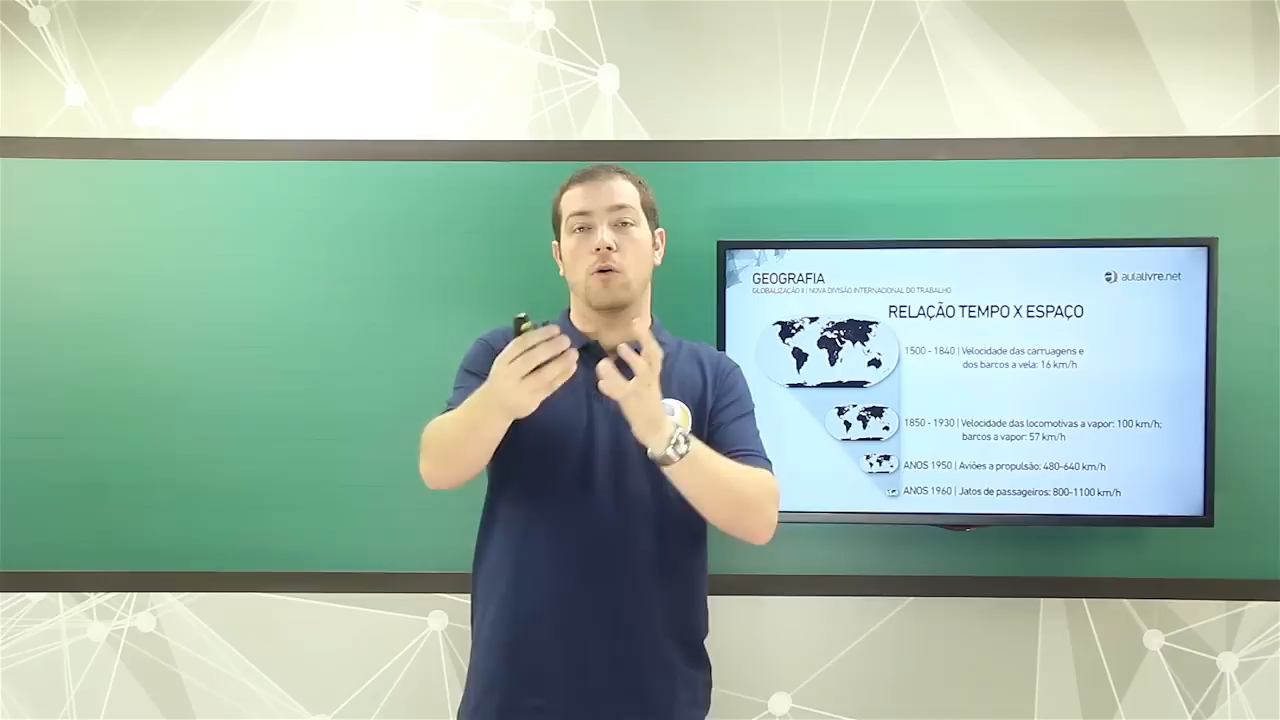 GEOGRAFIA
GLOBALIZAÇÃO II | NOVA DIVISÃO INTERNACIONAL DO TRABALHO
aulalivre.net
RELAÇÃO TEMPO X ESPAÇO
1500 - 1840 | Velocidade das carruagens e
dos barcos a vela: 16 km/h
1850 - 1930 | Velocidade das locomotivas a vapor: 100 km/h;
barcos a vapor: 57 km/h
ANOS 1950 | Aviões a propulsão: 480-640 km/h
ANOS 1960 | Jatos de passageiros: 800-1100 km/h